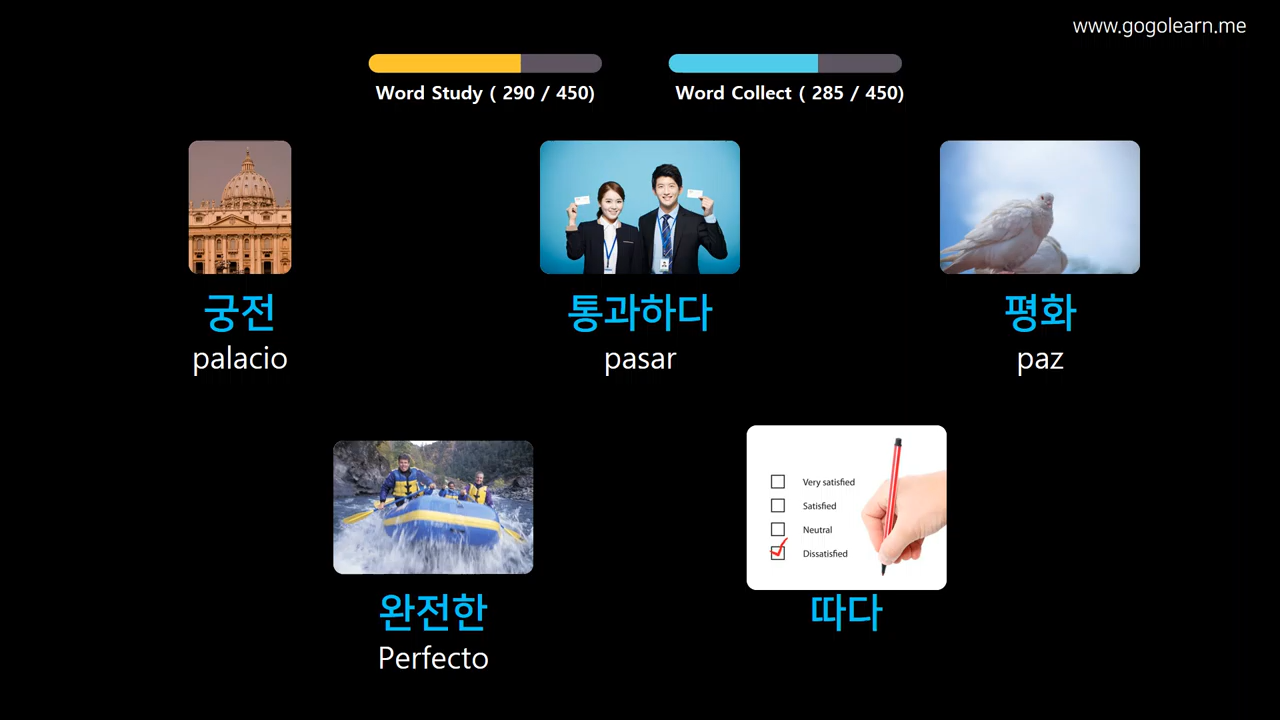 www.gogolearn.me
Word Study ( 290 / 450)
Word Collect ( 285 / 450)
궁전
palacio
통과하다
pasar
평화
paz
Very satisfied
Satisfied
Neutral
Dissatisfied
완전한
Perfecto
따다